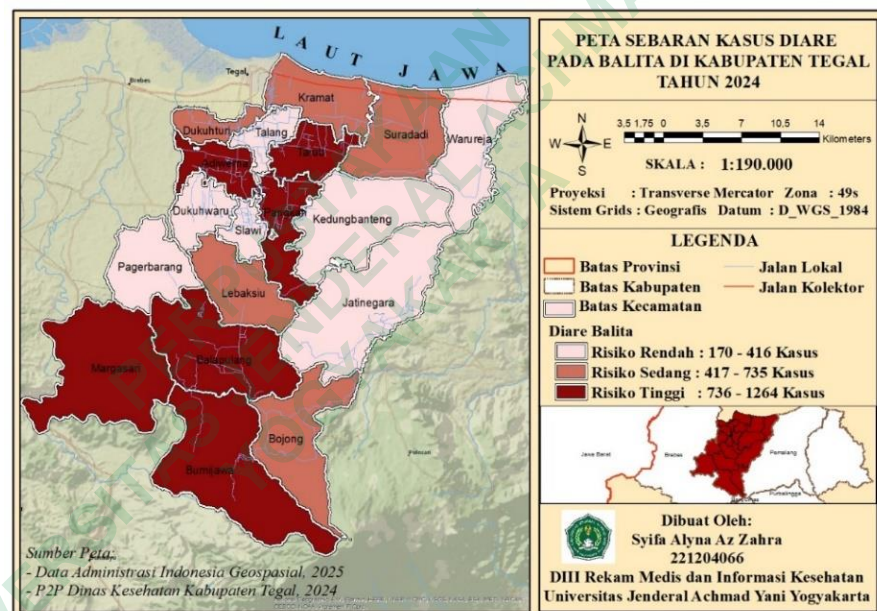 PETA SEBARAN KASUS DIARE
PADA BALITA DI KABUPATEN TEGAL
TAHUN 2024
N
W E
S
3,5 1,75 0 3,5 7 10,5 14
Kilometers
SKALA : 1:190.000
Proyeksi : Transverse Mercator Zona : 49s
Sistem Grids : Geografis Datum : D_WGS_1984
LEGENDA
Batas Provinsi
Jalan Lokal
Batas Kabupaten
Jalan Kolektor
Batas Kecamatan
Diare Balita
Risiko Rendah : 170 - 416 Kasus
Risiko Sedang : 417 - 735 Kasus
Risiko Tinggi : 736 - 1264 Kasus
Jawa Barat
Brebes
Pemalang
Purbalingga
Dibuat Oleh:
Syifa Alyna Az Zahra
221204066
DIII Rekam Medis dan Informasi Kesehatan
Universitas Jenderal Achmad Yani Yogyakarta
LAUT JAWA
Brebes
Tegal
Kramat
Dukuhturi
Talang
Suradadi
Warureja
Tarub
Adiwerna
Dukuhwaru
Pangkah
Kedungbanteng
Slawi
Pagerbarang
Lebaksiu
Jatinegara
Margasari
Balapulang
Bojong
Bumijawa
Sumber Peta:
- Data Administrasi Indonesia Geospasial, 2025
- P2P Dinas Kesehatan Kabupaten Tegal, 2024